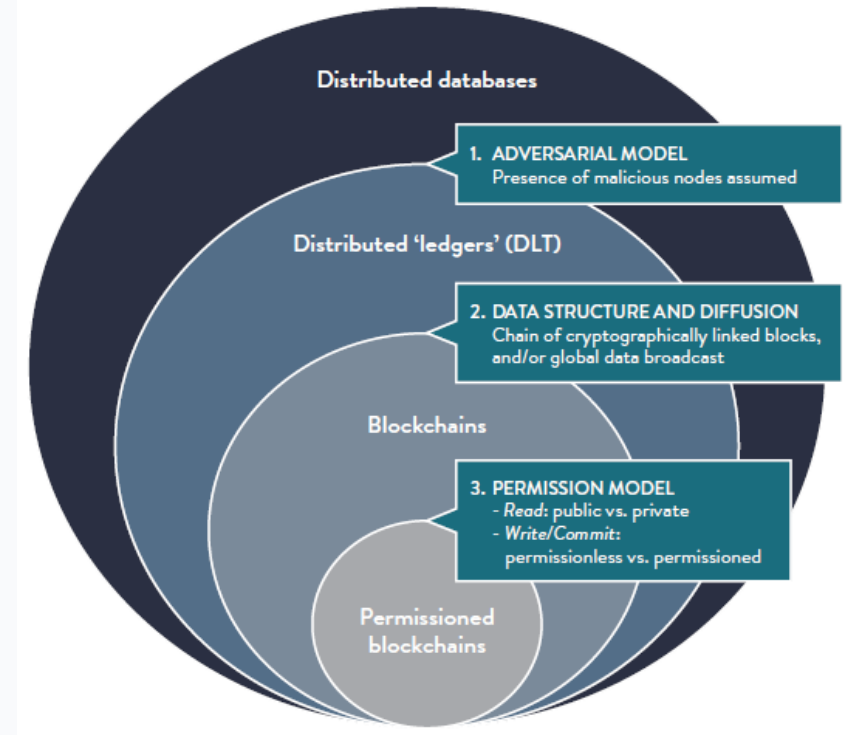 Distributed databases
1. ADVERSARIAL MODEL
Presence of malicious nodes assumed
Distributed ‘ledgers’ (DLT)
2. DATA STRUCTURE AND DIFFUSION
Chain of cryptographically linked blocks,
and/or global data broadcast
Blockchains
3. PERMISSION MODEL
- Read: public vs. private
- Write/Commit:
permissionless vs. permissioned
Permissioned
blockchains